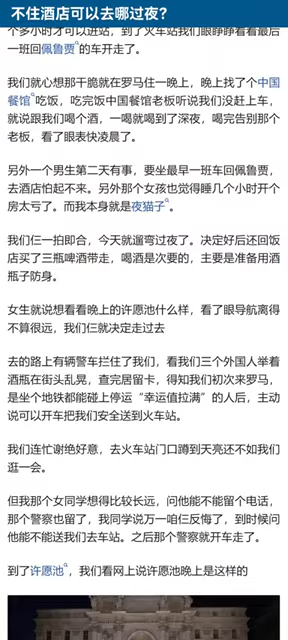 不住酒店可以去哪过夜？
个多小时才可以进站，到了火车站我们眼睁睁看着最后
一班回佩鲁贾的车开走了。
我们就心想那干脆就在罗马住一晚上，晚上找了个中国
餐馆吃饭，吃完饭中国餐馆老板听说我们没赶上车，
就说跟我们喝个酒，一喝就喝到了深夜，喝完告别那个
老板，看了眼表快凌晨了。
另外一个男生第二天有事，要坐最早一班车回佩鲁贾，
去酒店怕起不来。另外那个女孩也觉得睡几个小时开个
房太亏了。而我本身就是夜猫子。
我们仨一拍即合，今天就遛弯过夜了。决定好后还回饭
店买了三瓶啤酒带走，喝酒是次要的，主要是准备用酒
瓶子防身。
女生就说想看看晚上的许愿池什么样，看了眼导航离得
不算很远，我们仨就决定走过去
去的路上有辆警车拦住了我们，看我们三个外国人举着
酒瓶在街头乱晃，查完居留卡，得知我们初次来罗马，
是坐个地铁都能碰上停运“幸运值拉满”的人后，主动
说可以开车把我们安全送到火车站。
我们连忙谢绝好意，去火车站门口蹲到天亮还不如我们
逛一会。
但我那个女同学想得比较长远，问他能不能留个电话，
那个警察也留了，我同学说万一咱仨反悔了，到时候问
他能不能送我们去车站。之后那个警察就开车走了。
到了许愿池，我们看网上说许愿池晚上是这样的